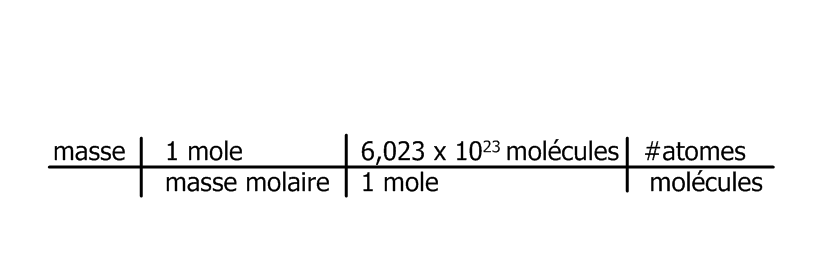 masse 1 mole 6,023 x 10²³ molécules #atomes
masse molaire 1 mole molécules